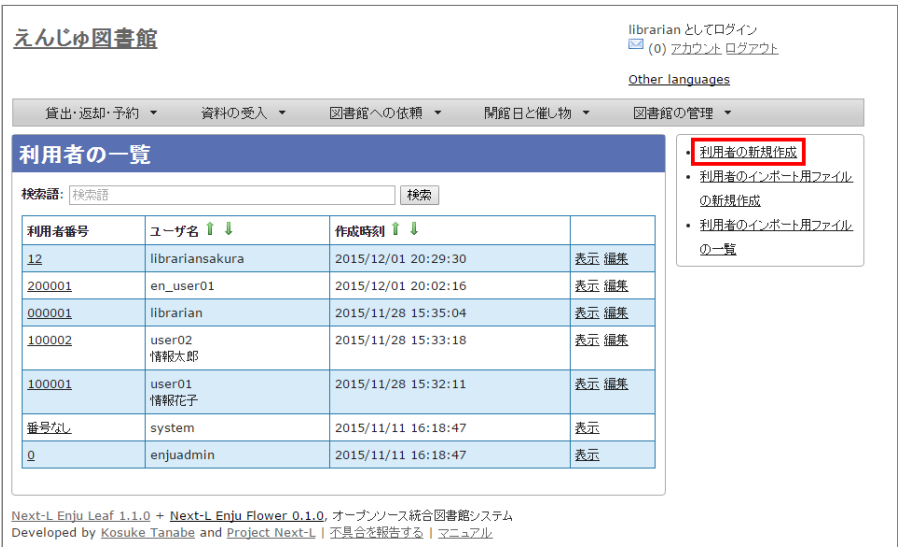 えんじゅ図書館
librarian としてログイン
(0) アカウント ログアウト
Other languages
貸出・返却・予約 ▼ 資料の受入 ▼ 図書館への依頼 ▼ 開館日と催し物 ▼ 図書館の管理 ▼
利用者の一覧
検索語: 検索語 検索
利用者番号 ユーザ名 作成時刻
12 librariansakura 2015/12/01 20:29:30 表示 編集
200001 en_user01 2015/12/01 20:02:16 表示 編集
000001 librarian 2015/11/28 15:35:04 表示 編集
100002 user02 2015/11/28 15:33:18 表示 編集
情報太郎
100001 user01 2015/11/28 15:32:11 表示 編集
情報花子
番号なし system 2015/11/11 16:18:47 表示
0 enjuadmin 2015/11/11 16:18:47 表示
• 利用者の新規作成
• 利用者のインポート用ファイル
の新規作成
• 利用者のインポート用ファイル
の一覧
Next-L Enju Leaf 1.1.0 + Next-L Enju Flower 0.1.0, オープンソース統合図書館システム
Developed by Kosuke Tanabe and Project Next-L | 不具合を報告する | マニュアル